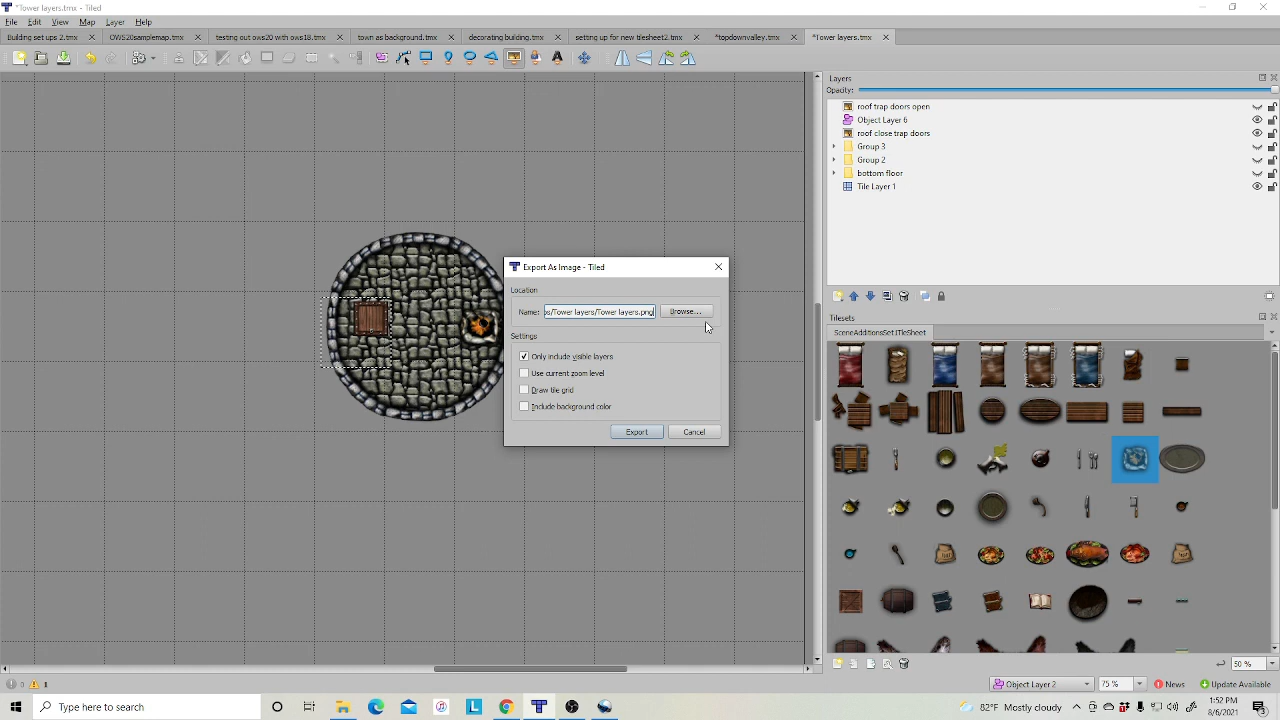 *Tower layers.tmx - Tiled
File Edit View Map Layer Help
Building set ups 2.tmx OWS20samplemap.tmx testing out ows20 with ows18.tmx town as background.tmx decorating building.tmx setting up for new tilesheet2.tmx *topdownvalley.tmx *Tower layers.tmx
Layers
Opacity:
roof trap doors open
Object Layer 6
roof close trap doors
Group 3
Group 2
bottom floor
Tile Layer 1
Export As Image - Tiled
Location
Name: s/Tower layers/Tower layers.png Browse...
Settings
Only include visible layers
Use current zoom level
Draw tile grid
Include background color
Export Cancel
Tilesets
SceneAdditionsSet1TileSheet
50 %
0 1
Object Layer 2 75 % News Update Available
Type here to search
82°F Mostly cloudy
1:52 PM
8/6/2021